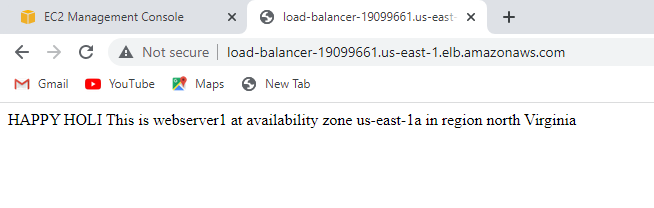 EC2 Management Console
load-balancer-19099661.us-east-
Not secure
load-balancer-19099661.us-east-1.elb.amazonaws.com
Gmail YouTube Maps New Tab
HAPPY HOLI This is webserver1 at availability zone us-east-1a in region north Virginia